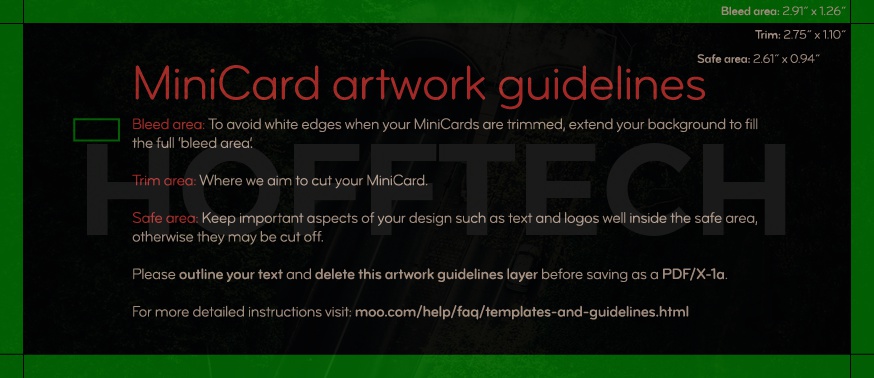 Bleed area: 2.91" x 1.26"
Trim: 2.75" x 1.10"
Safe area: 2.61" x 0.94"
MiniCard artwork guidelines
Bleed area: To avoid white edges when your MiniCards are trimmed, extend your background to fill
the full 'bleed area'.
HOFFTECH
Trim area: Where we aim to cut your MiniCard.
Safe area: Keep important aspects of your design such as text and logos well inside the safe area,
otherwise they may be cut off.
Please outline your text and delete this artwork guidelines layer before saving as a PDF/X-1a.
For more detailed instructions visit: moo.com/help/faq/templates-and-guidelines.html